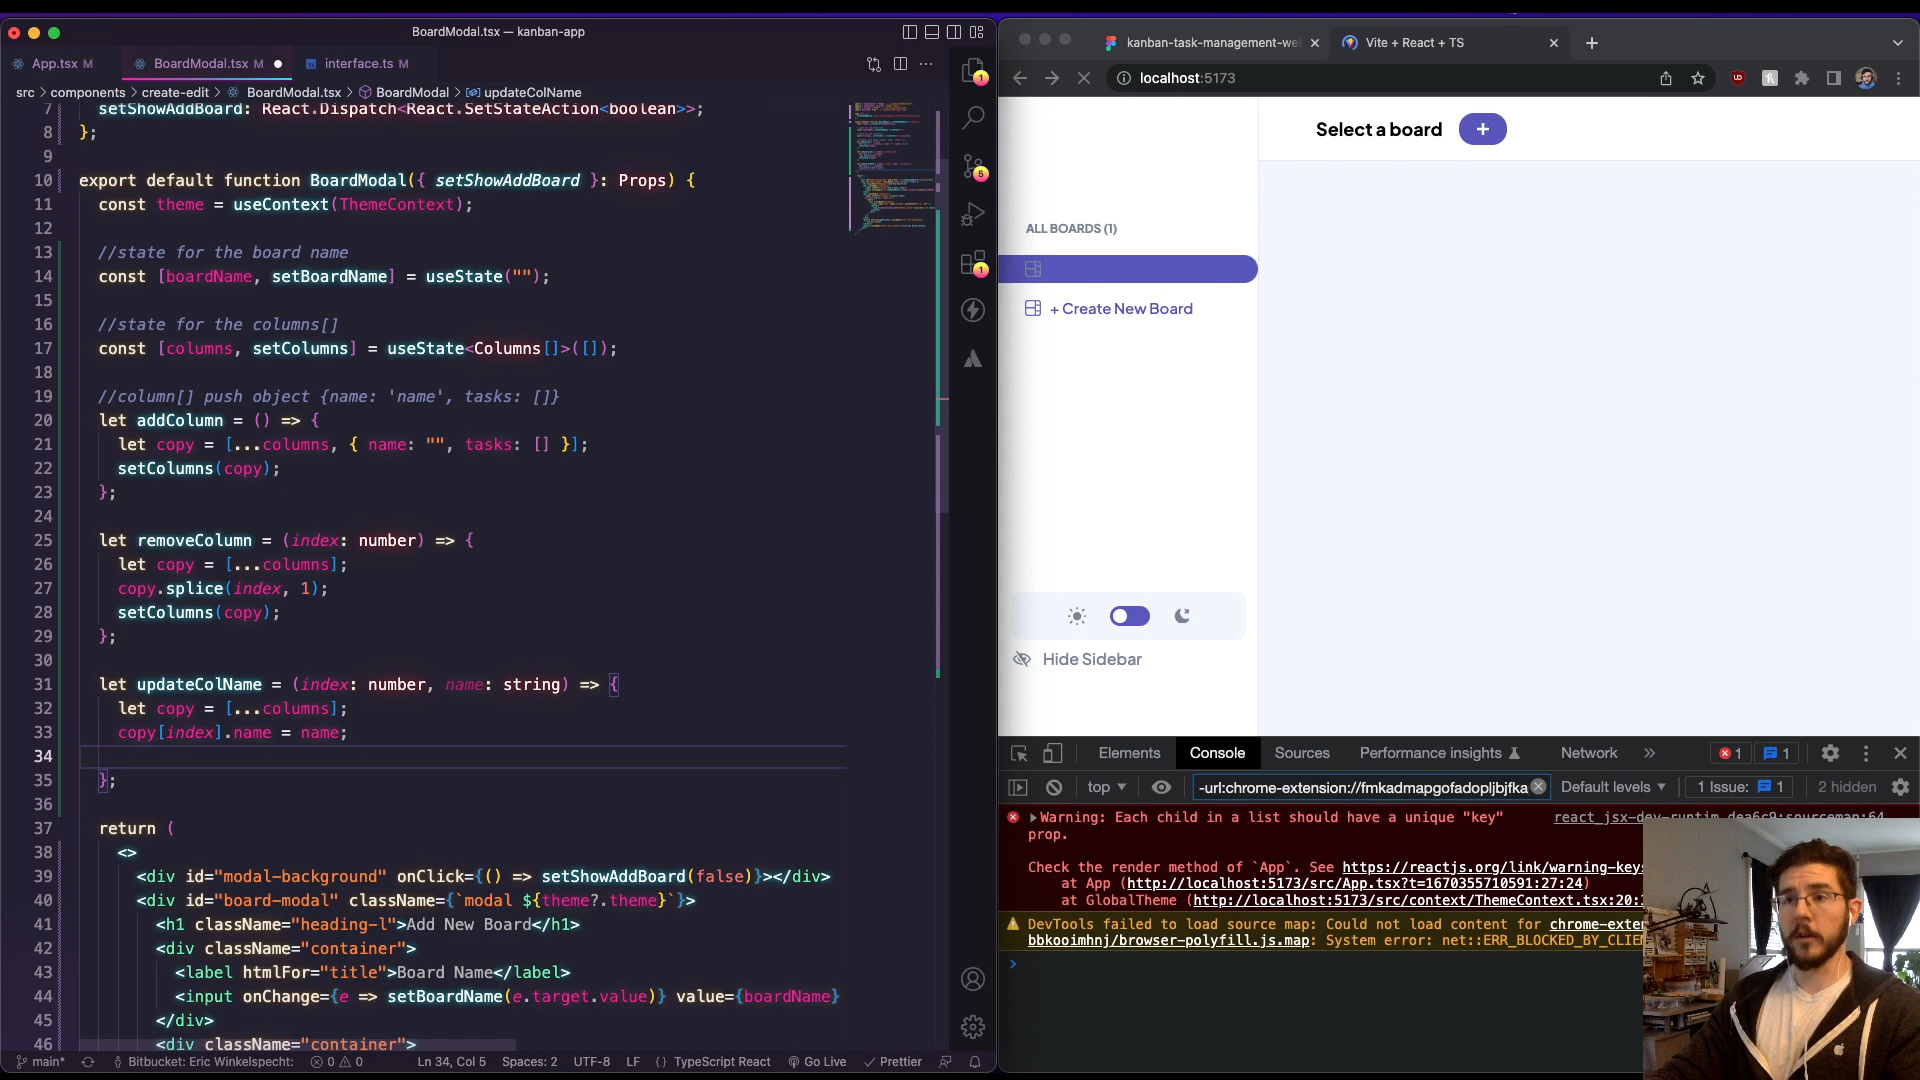 BoardModal.tsx — kanban-app
App.tsx M
BoardModal.tsx M
interface.ts M
src > components > create-edit > BoardModal.tsx > BoardModal > updateColName
7 setShowAddBoard: React.Dispatch<React.SetStateAction<boolean>>;
8 };
9
10 export default function BoardModal({ setShowAddBoard }: Props) {
11 const theme = useContext(ThemeContext);
12
13 //state for the board name
14 const [boardName, setBoardName] = useState("");
15
16 //state for the columns[]
17 const [columns, setColumns] = useState<Columns[]>([]);
18
19 //column[] push object {name: 'name', tasks: []}
20 let addColumn = () => {
21 let copy = [...columns, { name: "", tasks: [] }];
22 setColumns(copy);
23 };
24
25 let removeColumn = (index: number) => {
26 let copy = [...columns];
27 copy.splice(index, 1);
28 setColumns(copy);
29 };
30
31 let updateColName = (index: number, name: string) => {
32 let copy = [...columns];
33 copy[index].name = name;
34
35 };
36
37 return (
38 <>
39 <div id="modal-background" onClick={() => setShowAddBoard(false)}></div>
40 <div id="board-modal" className={`modal ${theme?.theme}`}>
41 <h1 className="heading-l">Add New Board</h1>
42 <div className="container">
43 <label htmlFor="title">Board Name</label>
44 <input onChange={e => setBoardName(e.target.value)} value={boardName}
45 </div>
46 <div className="container">
1
5
1
main*
Bitbucket: Eric Winkelspecht:
0 0
Ln 34, Col 5
Spaces: 2
UTF-8
LF
{} TypeScript React
Go Live
Prettier
kanban-task-management-we
Vite + React + TS
localhost:5173
Select a board
+
ALL BOARDS (1)
+ Create New Board
Hide Sidebar
Elements
Console
Sources
Performance insights
Network
»
1
1
top
-url:chrome-extension://fmkadmapgofadopljbjfka
Default levels
1 Issue: 1
2 hidden
Warning: Each child in a list should have a unique "key"
prop.
Check the render method of `App`. See https://reactjs.org/link/warning-keys
at App (http://localhost:5173/src/App.tsx?t=1670355710591:27:24)
at GlobalTheme (http://localhost:5173/src/context/ThemeContext.tsx:20:
DevTools failed to load source map: Could not load content for chrome-exten
bbkooimhnj/browser-polyfill.js.map: System error: net::ERR_BLOCKED_BY_CLIE